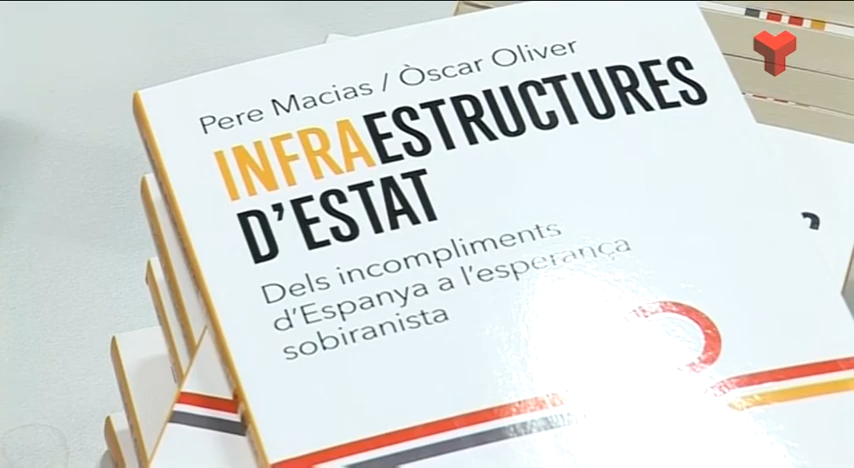 Pere Macias / Òscar Oliver
INFRAESTRUCTURES
D'ESTAT
Dels incompliments
d'Espanya a l'esperança
sobiranista